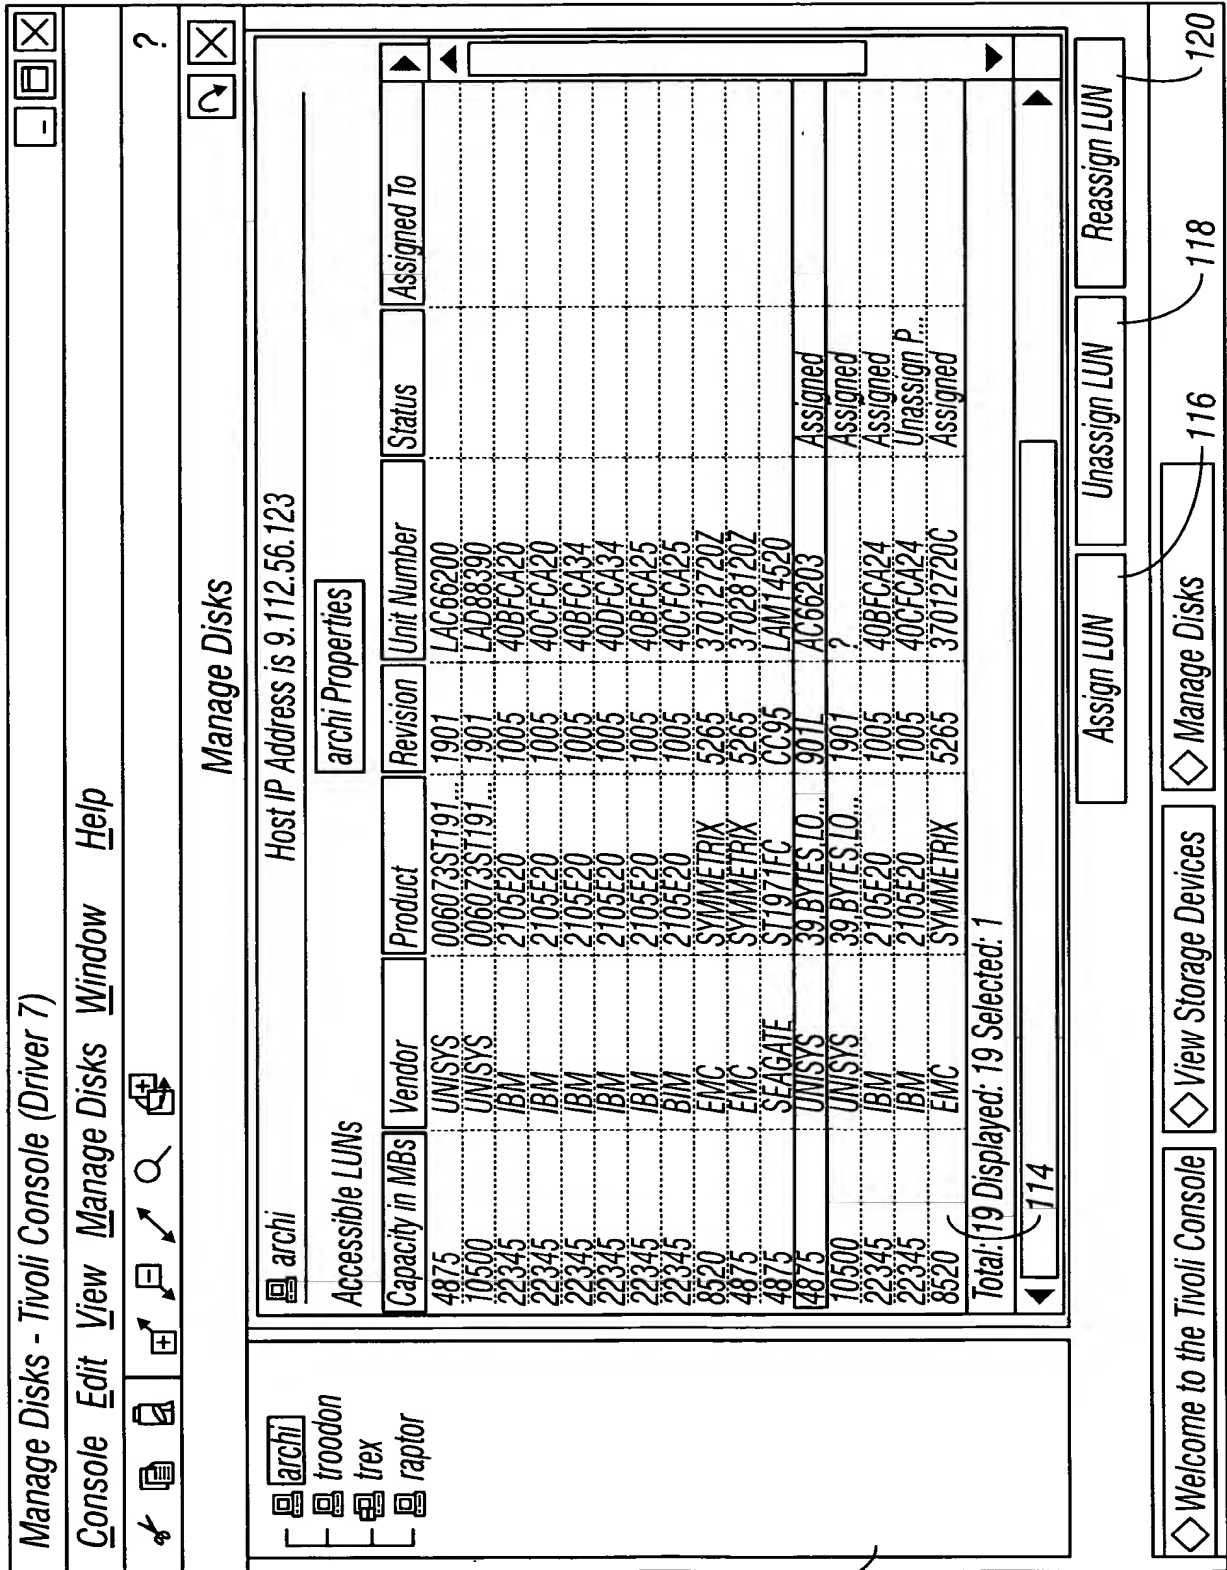 Manage Disks - Tivoli Console (Driver 7)
Console Edit View Manage Disks Window Help
?
Manage Disks
archi
troodon
trex
raptor
archi Host IP Address is 9.112.56.123
archi Properties
Accessible LUNs
Capacity in MBs Vendor Product Revision Unit Number Status Assigned To
4875 UNISYS 006073ST191... 1901 LAC66200
10500 UNISYS 006073ST191... 1901 LAD88390
22345 IBM 2105E20 1005 40BFCA20
22345 IBM 2105E20 1005 40CFCA20
22345 IBM 2105E20 1005 40BFCA34
22345 IBM 2105E20 1005 40DFCA34
22345 IBM 2105E20 1005 40BFCA25
22345 BM 2105E20 1005 40CFCA25
8520 EMC SYMMETRIX 5265 37012720Z
4875 EMC SYMMETRIX 5265 37028120Z
4875 SEAGATE ST1971FC CC95 LAM14520
4875 UNISYS 39.BYTES LO... 901L AC66203 Assigned
10500 UNISYS 39.BYTES LO... 1901 ? Assigned
22345 IBM 2105E20 1005 40BFCA24 Assigned
22345 IBM 2105E20 1005 40CFCA24 Unassign P...
8520 EMC SYMMETRIX 5265 37012720C Assigned
Total: 19 Displayed: 19 Selected: 1
114
Assign LUN Unassign LUN Reassign LUN
116 118 120
Welcome to the Tivoli Console View Storage Devices Manage Disks